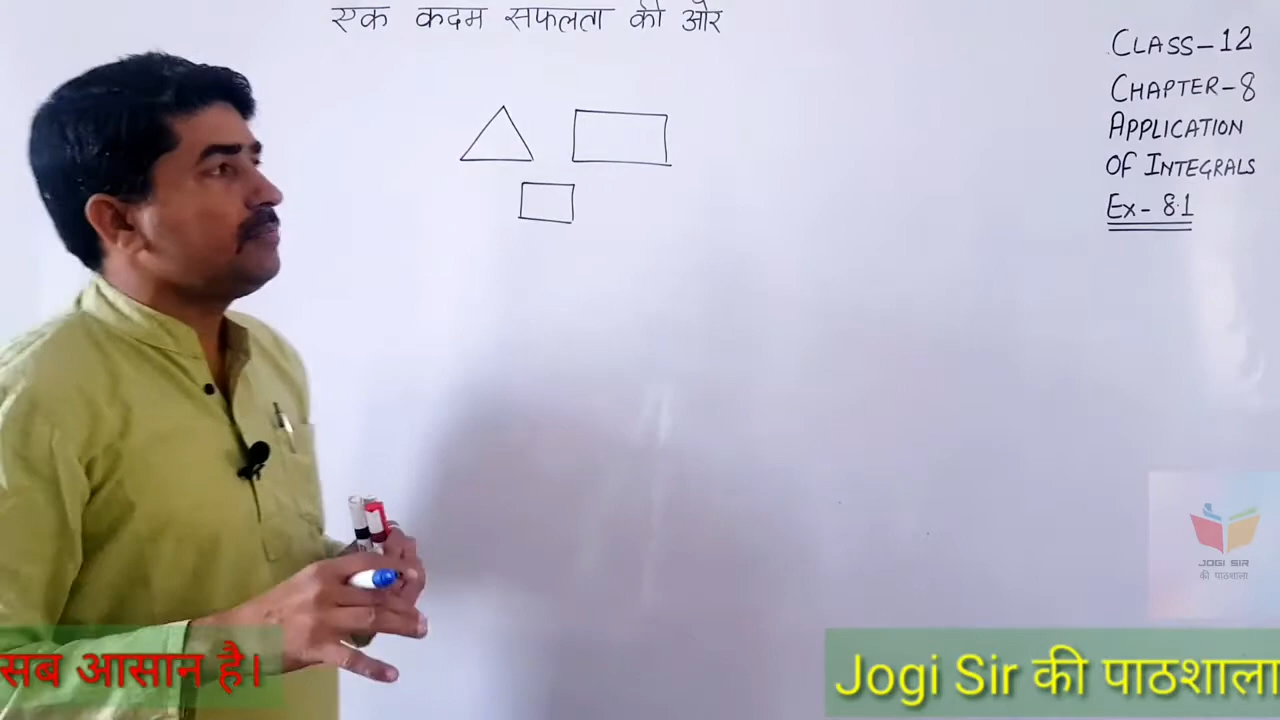 एक कदम सफलता की ओर
CLASS-12
CHAPTER-8
APPLICATION
OF INTEGRALS
Ex- 8.1
JOGI SIR
की पाठशाला
सब आसान है।
Jogi Sir की पाठशाला